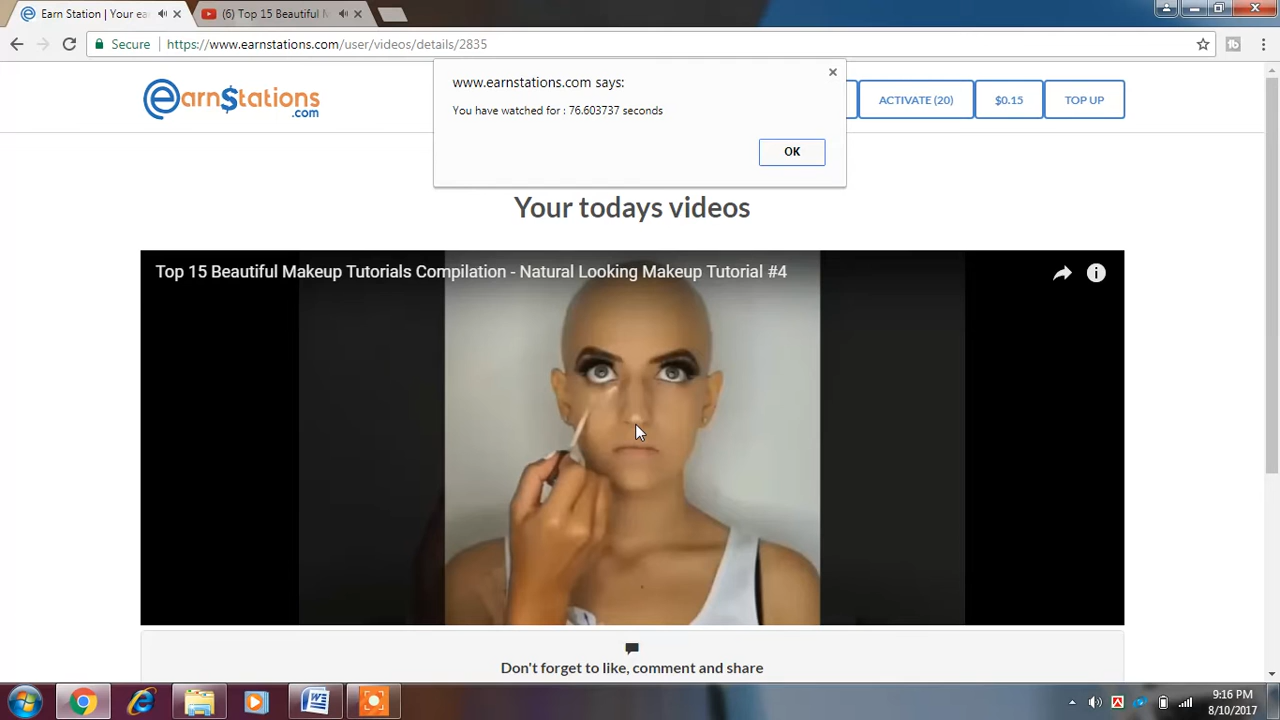 Earn Station | Your ea
(6) Top 15 Beautiful M
Secure
https://www.earnstations.com/user/videos/details/2835
www.earnstations.com says:
You have watched for : 76.603737 seconds
OK
earn$tations
.com
ACTIVATE (20)
$0.15
TOP UP
Your todays videos
Top 15 Beautiful Makeup Tutorials Compilation - Natural Looking Makeup Tutorial #4
Don't forget to like, comment and share
9:16 PM
8/10/2017